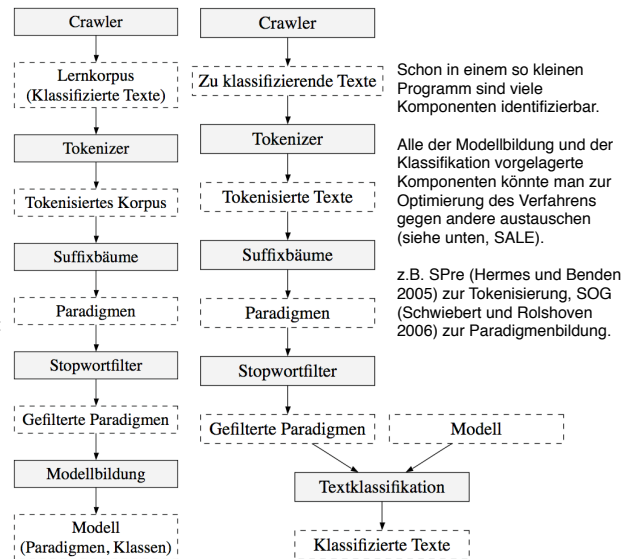 Crawler
Lernkorpus
(Klassifizierte Texte)
Tokenizer
Tokenisiertes Korpus
Suffixbäume
Paradigmen
Stopwortfilter
Gefilterte Paradigmen
Modellbildung
Modell
(Paradigmen, Klassen)
Crawler
Zu klassifizierende Texte
Tokenizer
Tokenisierte Texte
Suffixbäume
Paradigmen
Stopwortfilter
Gefilterte Paradigmen
Modell
Textklassifikation
Klassifizierte Texte
Schon in einem so kleinen
Programm sind viele
Komponenten identifizierbar.
Alle der Modellbildung und der
Klassifikation vorgelagerte
Komponenten könnte man zur
Optimierung des Verfahrens
gegen andere austauschen
(siehe unten, SALE).
z.B. SPre (Hermes und Benden
2005) zur Tokenisierung, SOG
(Schwiebert und Rolshoven
2006) zur Paradigmenbildung.